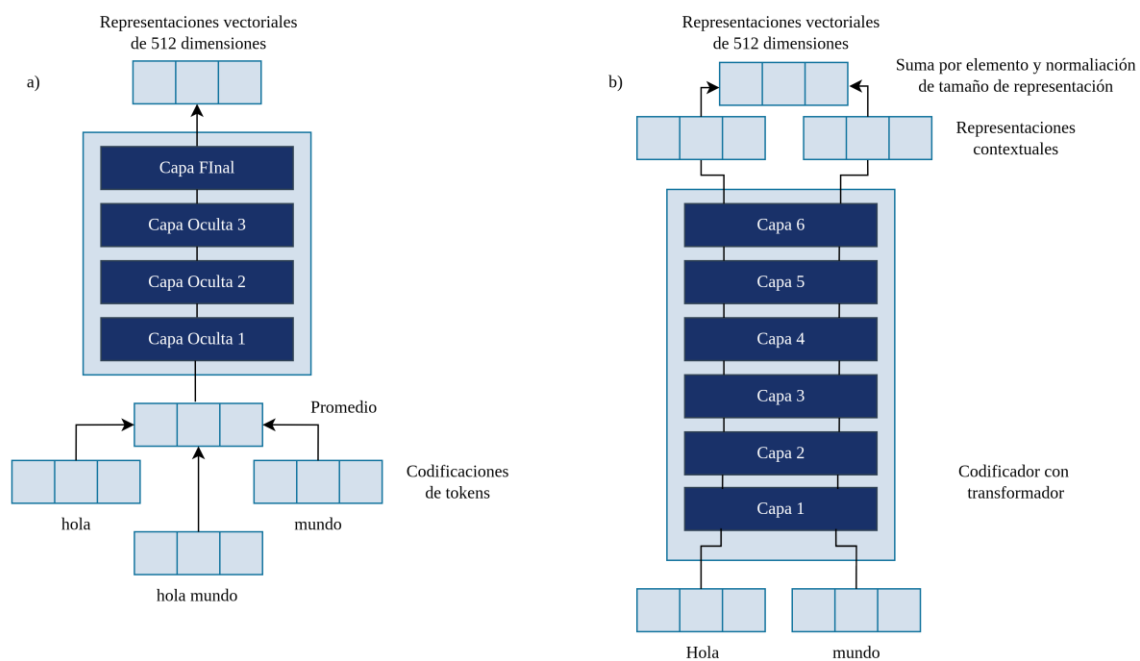 Representaciones vectoriales
de 512 dimensiones
a)
Capa FInal
Capa Oculta 3
Capa Oculta 2
Capa Oculta 1
Promedio
Codificaciones
de tokens
hola
mundo
hola mundo
Representaciones vectoriales
de 512 dimensiones
b)
Suma por elemento y normaliación
de tamaño de representación
Representaciones
contextuales
Capa 6
Capa 5
Capa 4
Capa 3
Capa 2
Capa 1
Codificador con
transformador
Hola
mundo